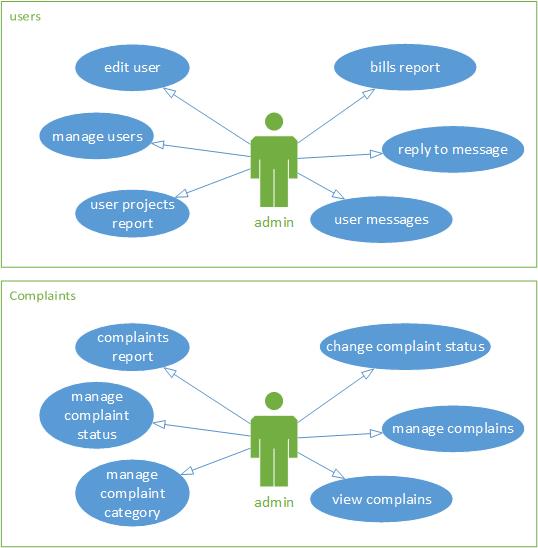 users
edit user
bills report
manage users
reply to message
user projects
report
user messages
admin
Complaints
complaints
report
change complaint status
manage
complaint
status
manage complains
manage
complaint
category
view complains
admin